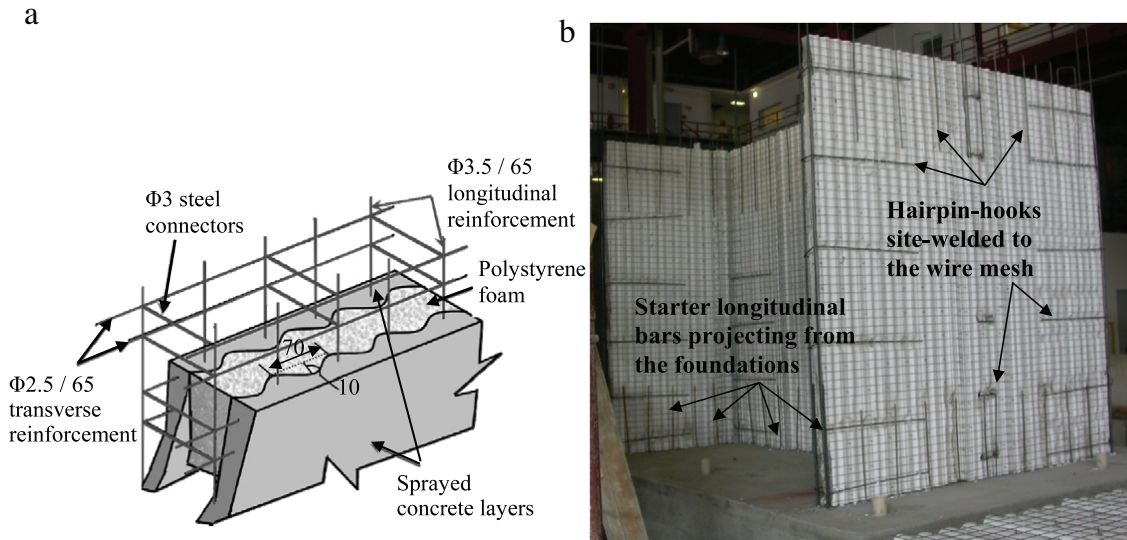 a
Φ3 steel
connectors
Φ3.5 / 65
longitudinal
reinforcement
Polystyrene
foam
70
10
Φ2.5 / 65
transverse
reinforcement
Sprayed
concrete layers
b
Hairpin-hooks
site-welded to
the wire mesh
Starter longitudinal
bars projecting from
the foundations